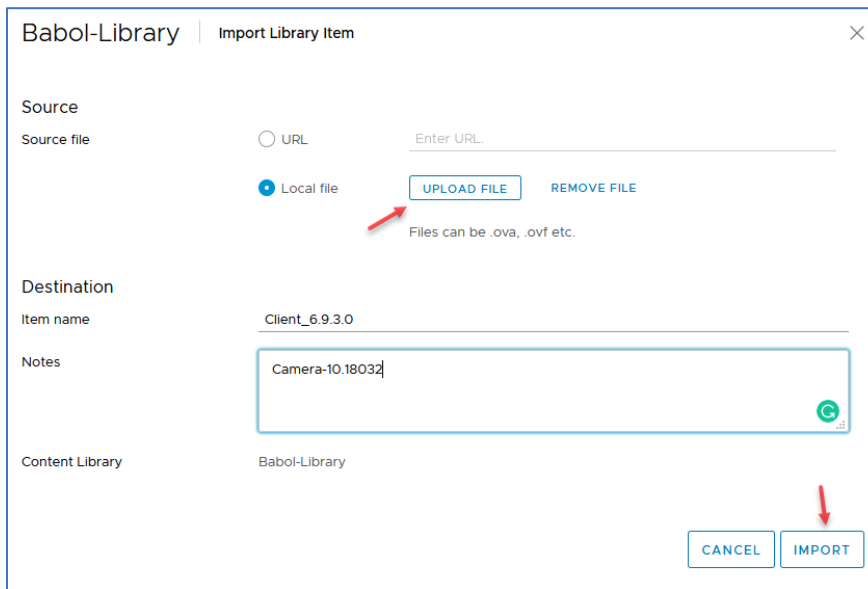 Babol-Library Import Library Item
Source
Source file URL Enter URL.
Local file UPLOAD FILE REMOVE FILE
Files can be .ova, .ovf etc.
Destination
Item name Client_6.9.3.0
Notes Camera-10.18032
Content Library Babol-Library
CANCEL IMPORT